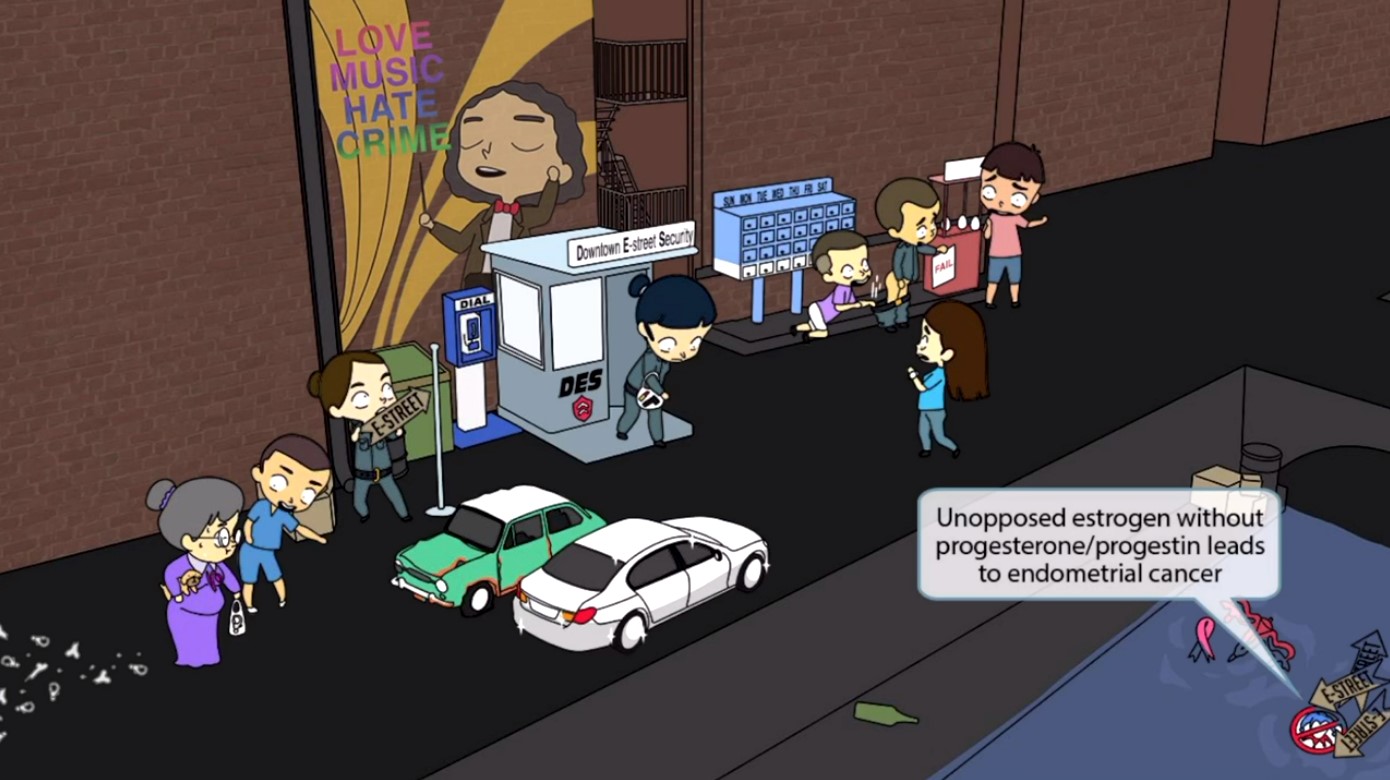 LOVE
MUSIC
HATE
CRIME
SUN MON TUE WED THU FRI SAT
Downtown E-street Security
DIAL
FAIL
DES
E-STREET
Unopposed estrogen without
progesterone/progestin leads
to endometrial cancer
E-STREET
E-STREET